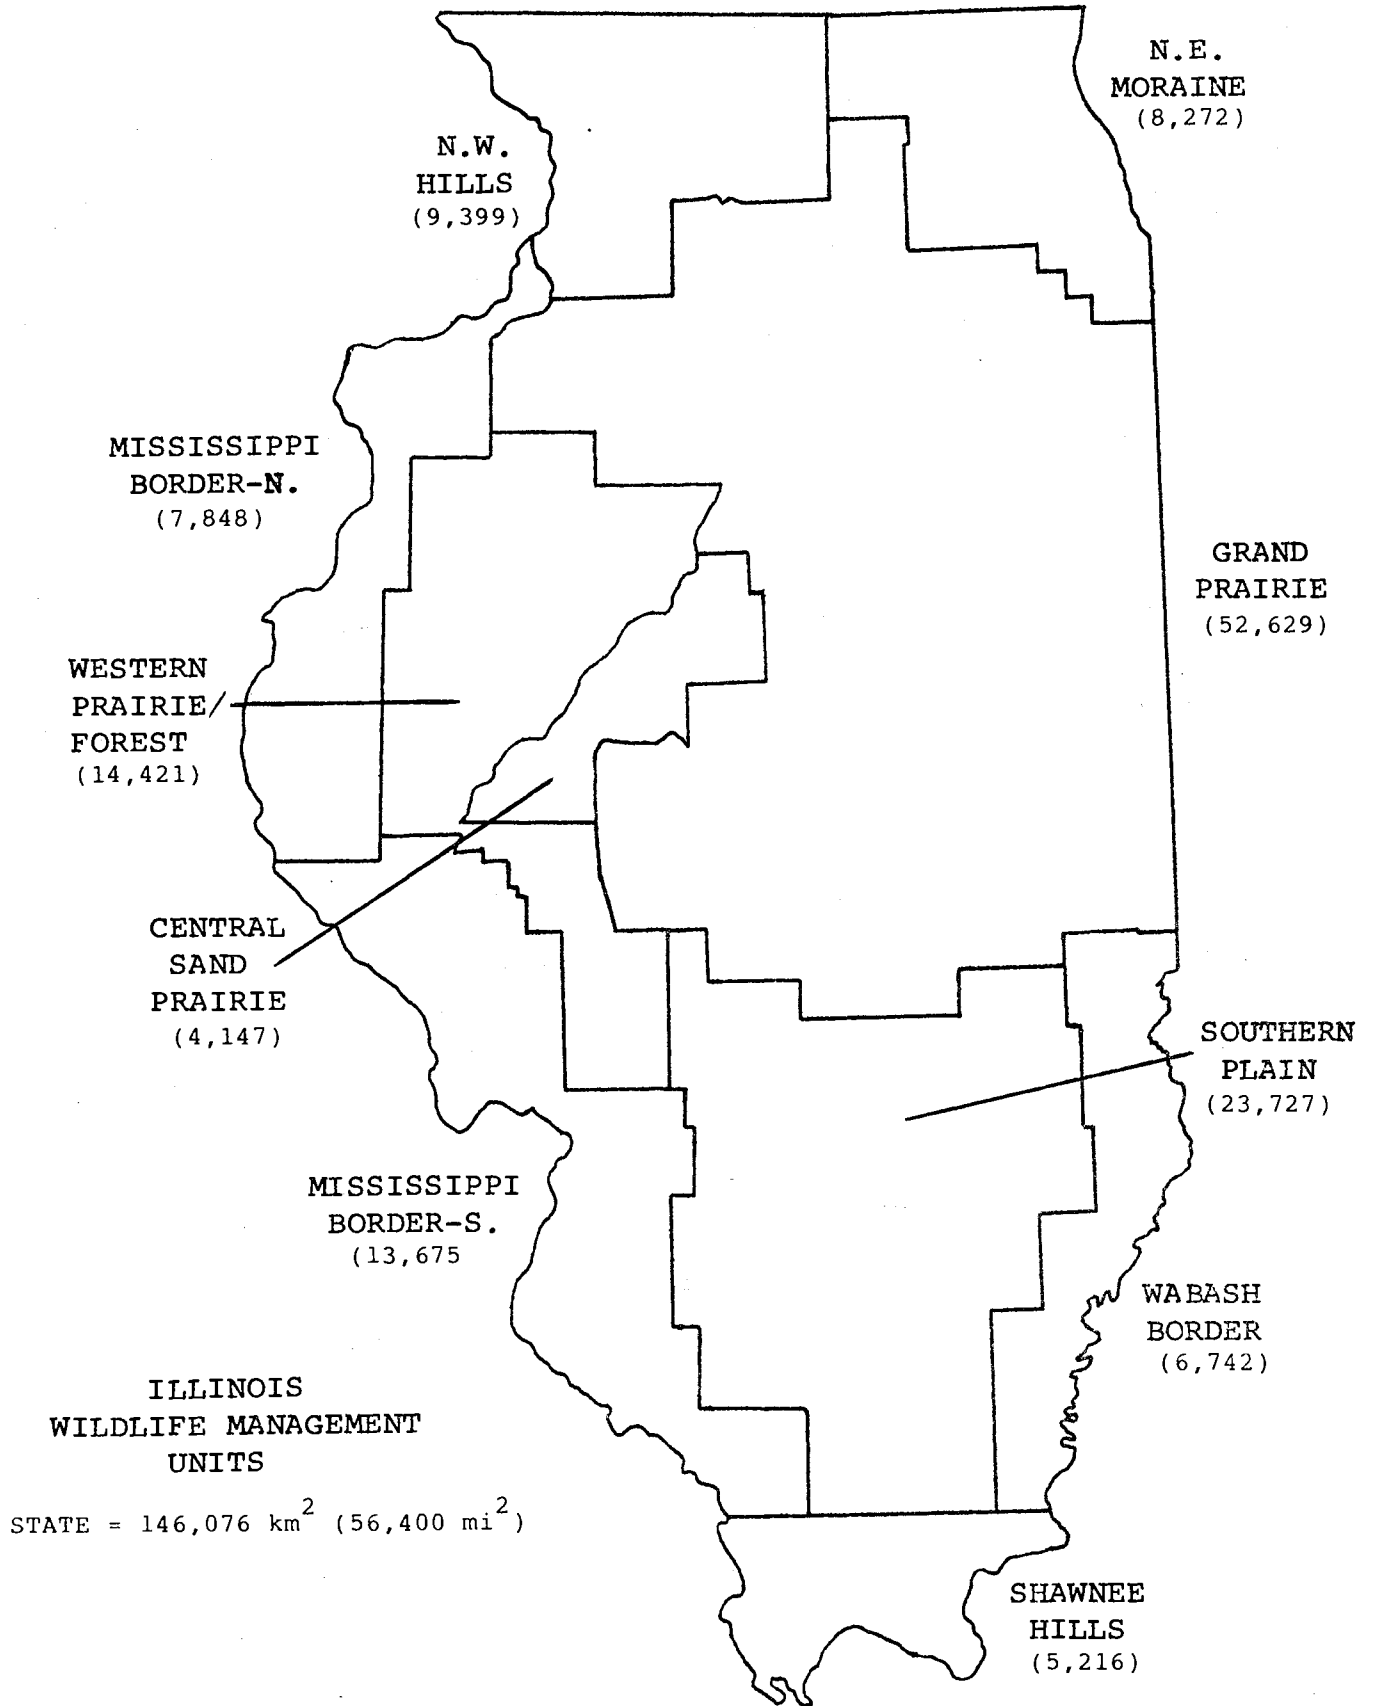 N.E.
MORAINE
(8,272)
N.W.
HILLS
(9,399)
MISSISSIPPI
BORDER-N.
(7,848)
GRAND
PRAIRIE
(52,629)
WESTERN
PRAIRIE/
FOREST
(14,421)
CENTRAL
SAND
PRAIRIE
(4,147)
SOUTHERN
PLAIN
(23,727)
MISSISSIPPI
BORDER-S.
(13,675
WABASH
BORDER
(6,742)
ILLINOIS
WILDLIFE MANAGEMENT
UNITS
STATE = 146,076 km² (56,400 mi²)
SHAWNEE
HILLS
(5,216)